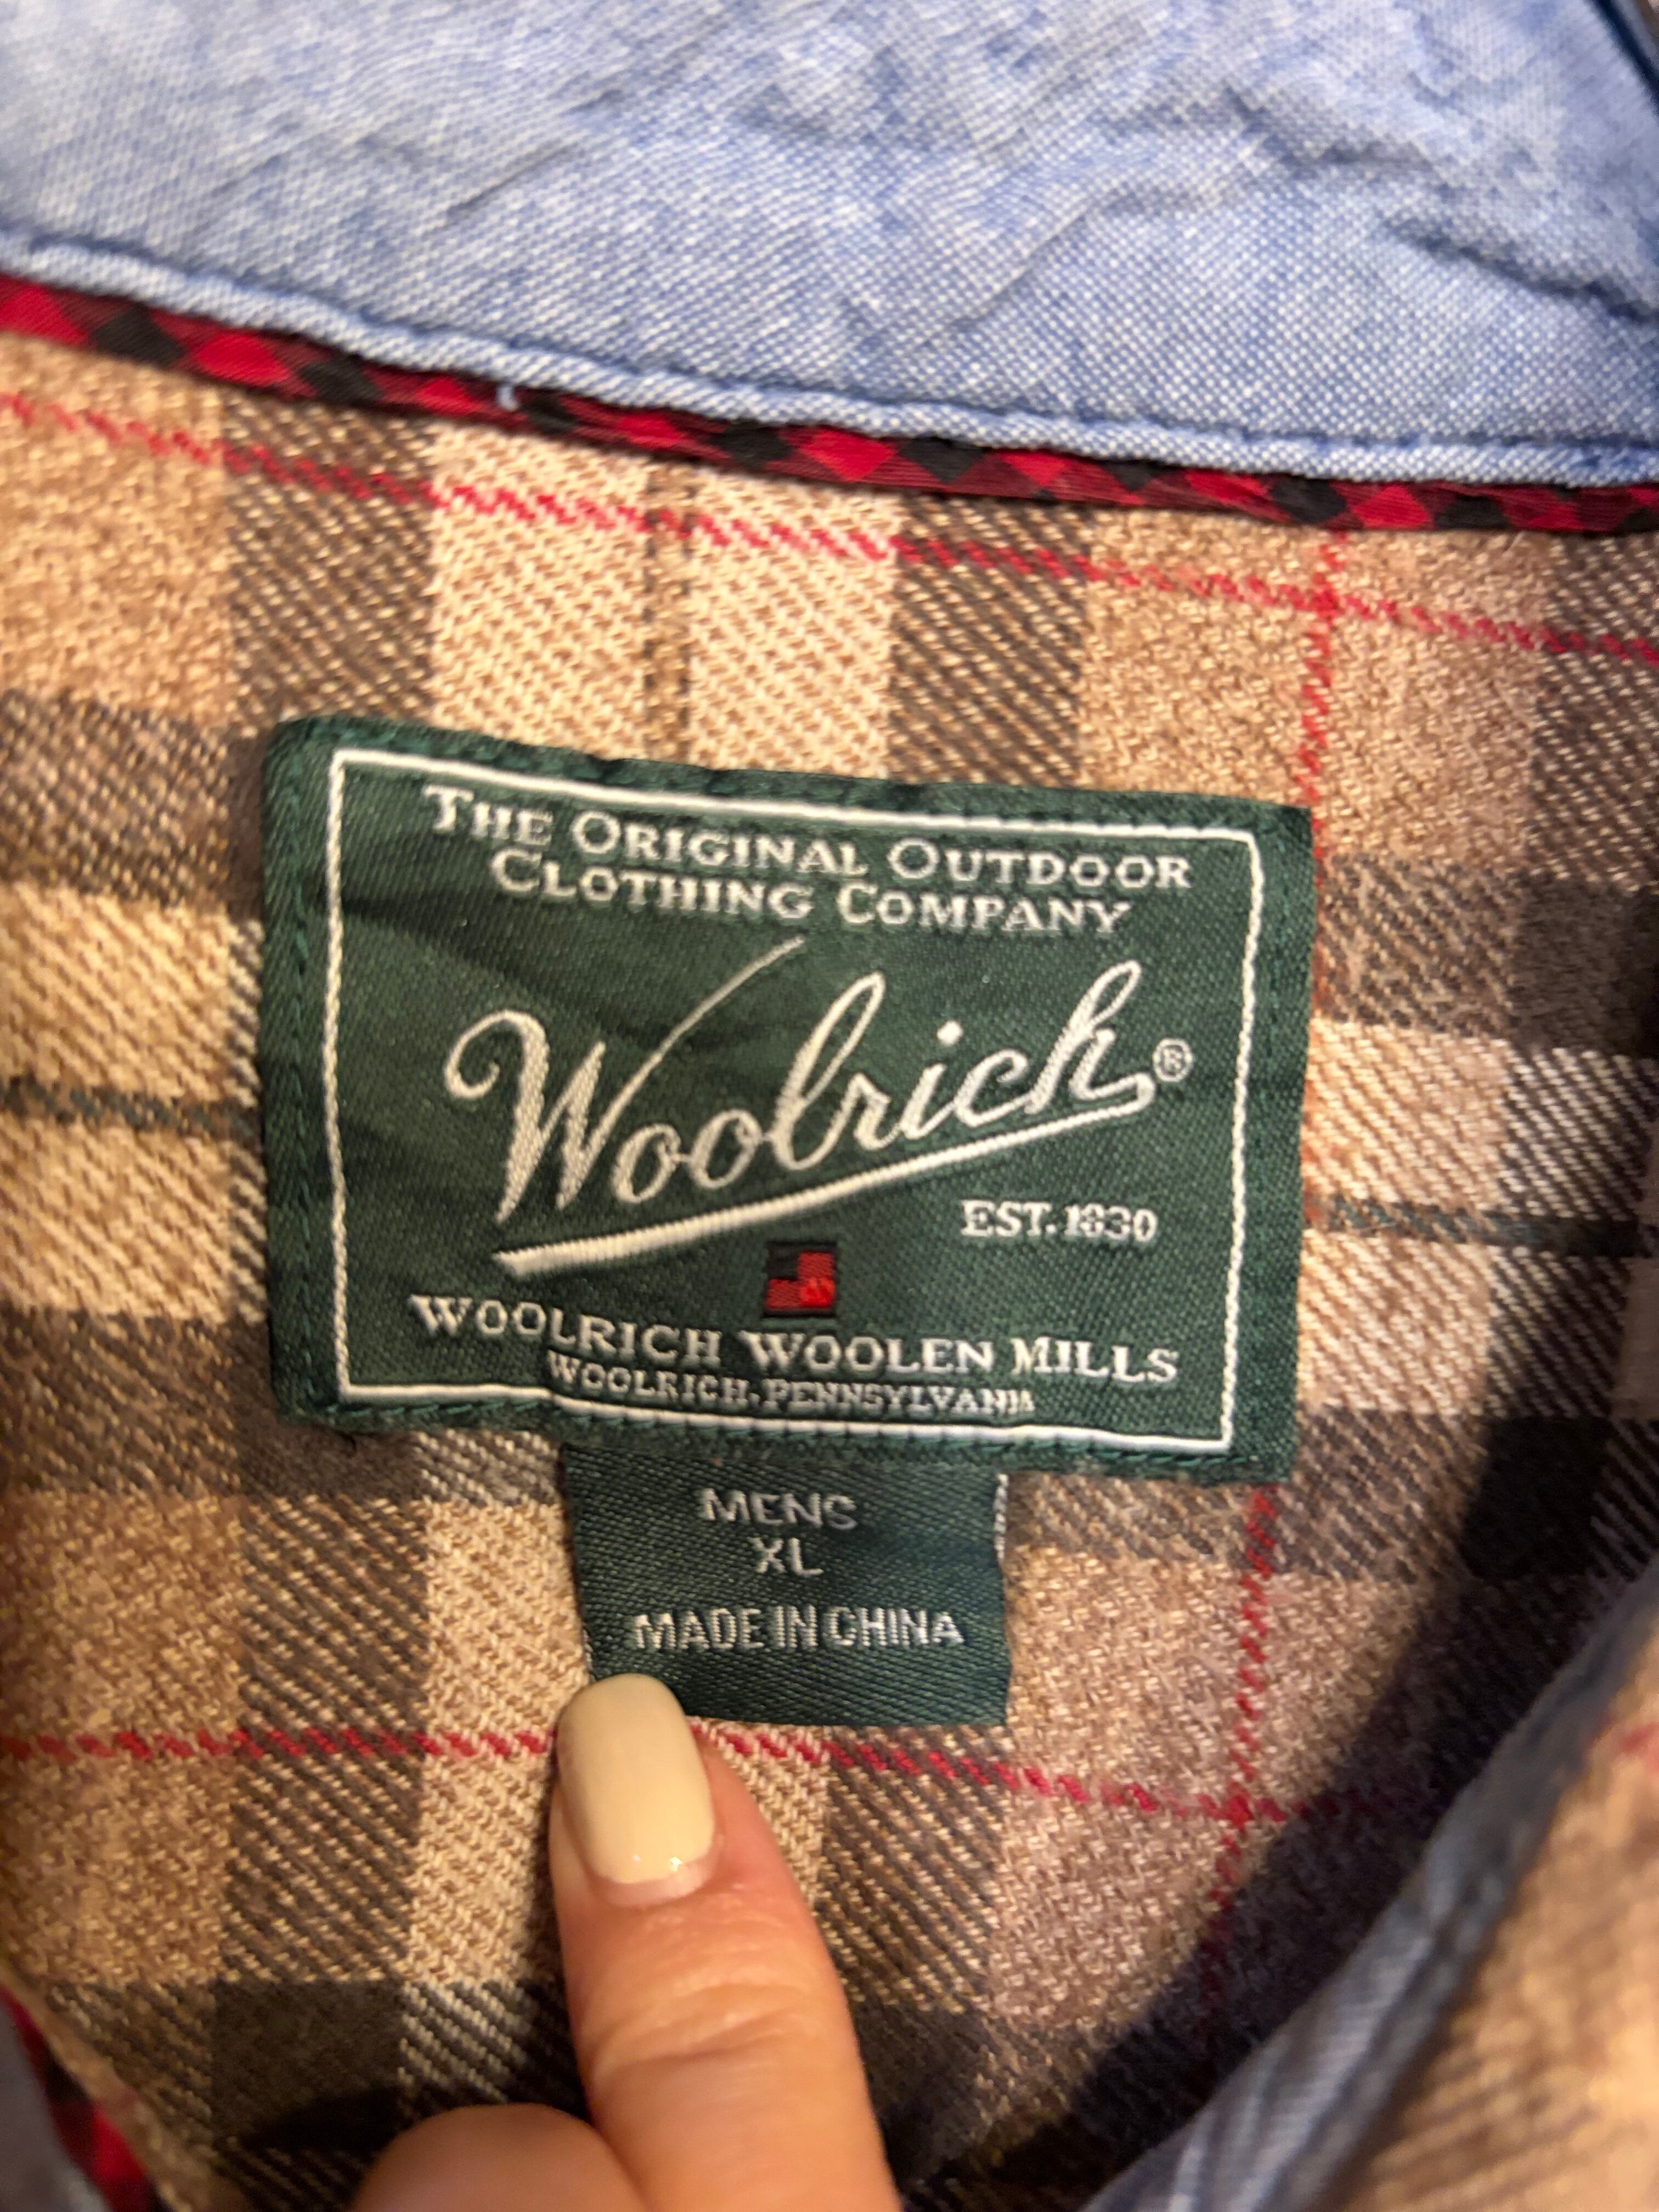 THE ORIGINAL OUTDOOR
CLOTHING COMPANY
Woolrich®
EST. 1830
WOOLRICH WOOLEN MILLS
WOOLRICH, PENNSYLVANIA
MENS
XL
MADE IN CHINA